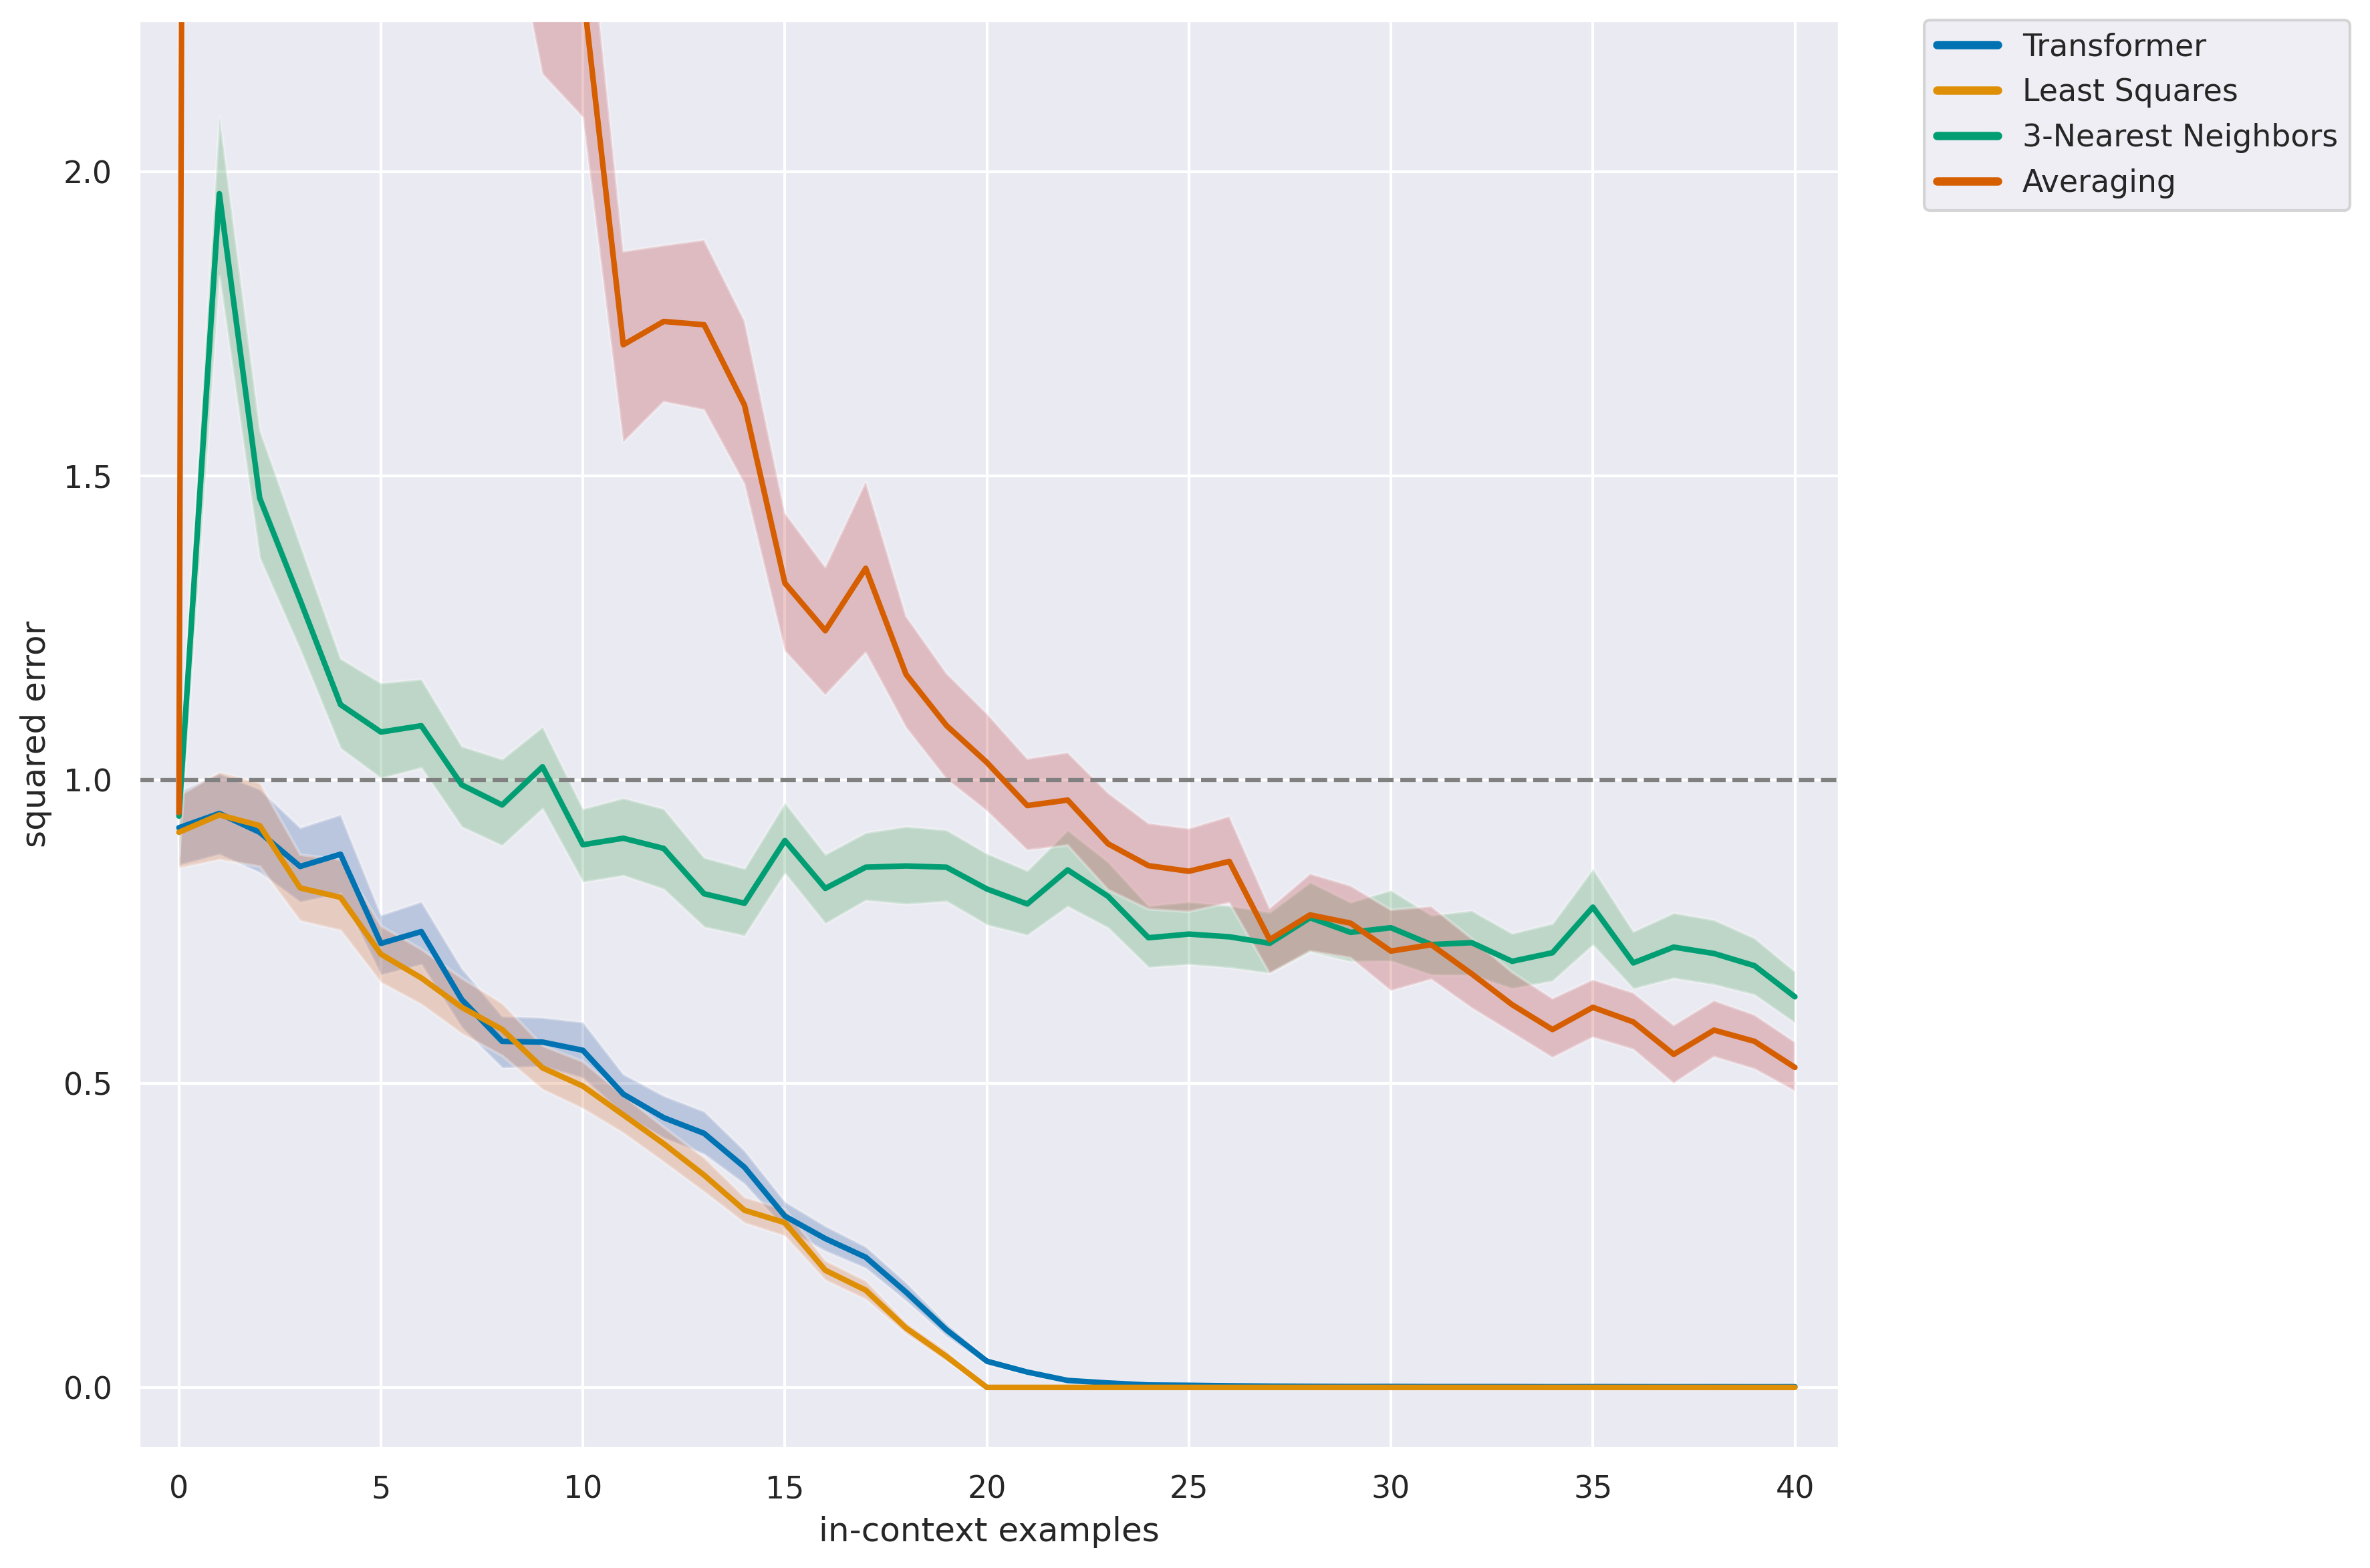 Transformer
Least Squares
3-Nearest Neighbors
Averaging
2.0
1.5
1.0
0.5
0.0
squared error
0 5 10 15 20 25 30 35 40
in-context examples